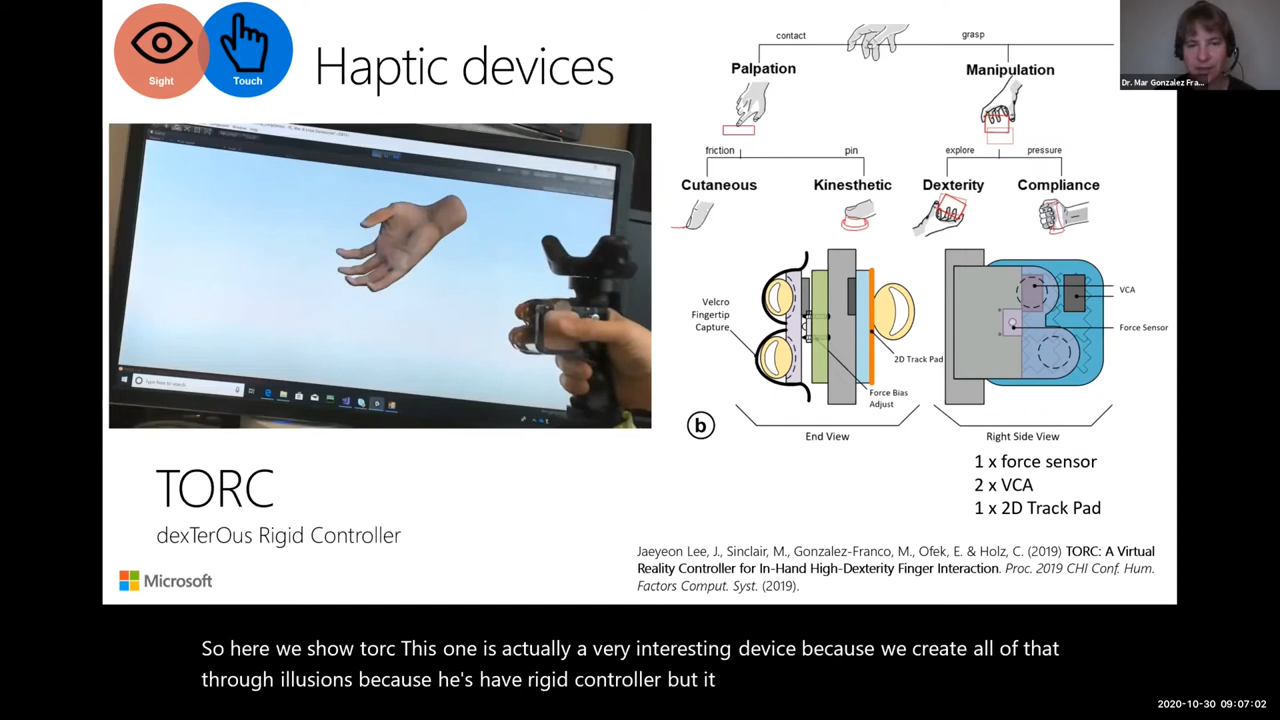 Sight
Touch
Haptic devices
contact
grasp
Palpation
Manipulation
friction
pin
explore
pressure
Cutaneous
Kinesthetic
Dexterity
Compliance
Dr. Mar Gonzalez Fra...
Type here to search
Velcro
Fingertip
Capture
2D Track Pad
Force Bias
Adjust
VCA
Force Sensor
b
End View
Right Side View
1 x force sensor
2 x VCA
1 x 2D Track Pad
TORC
dexTerOus Rigid Controller
Microsoft
Jaeyeon Lee, J., Sinclair, M., Gonzalez-Franco, M., Ofek, E. & Holz, C. (2019) TORC: A Virtual
Reality Controller for In-Hand High-Dexterity Finger Interaction. Proc. 2019 CHI Conf. Hum.
Factors Comput. Syst. (2019).
So here we show torc This one is actually a very interesting device because we create all of that
through illusions because he's have rigid controller but it
2020-10-30 09:07:02